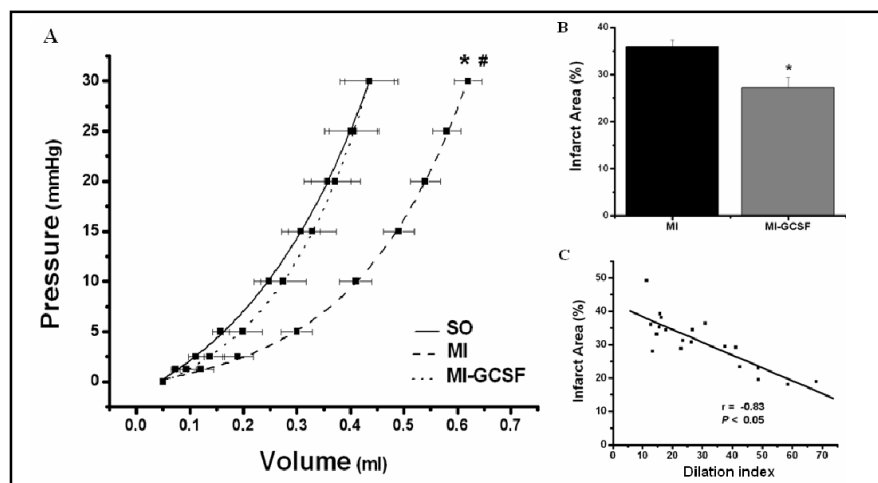 A
* #
30
25
20
15
10
5
0
Pressure (mmHg)
SO
MI
MI-GCSF
0.0 0.1 0.2 0.3 0.4 0.5 0.6 0.7
Volume (ml)
B
40
30
20
10
0
Infarct Area (%)
*
MI MI-GCSF
C
50
40
30
20
10
0
Infarct Area (%)
r = -0.83
P < 0.05
10 20 30 40 50 60 70
Dilation index